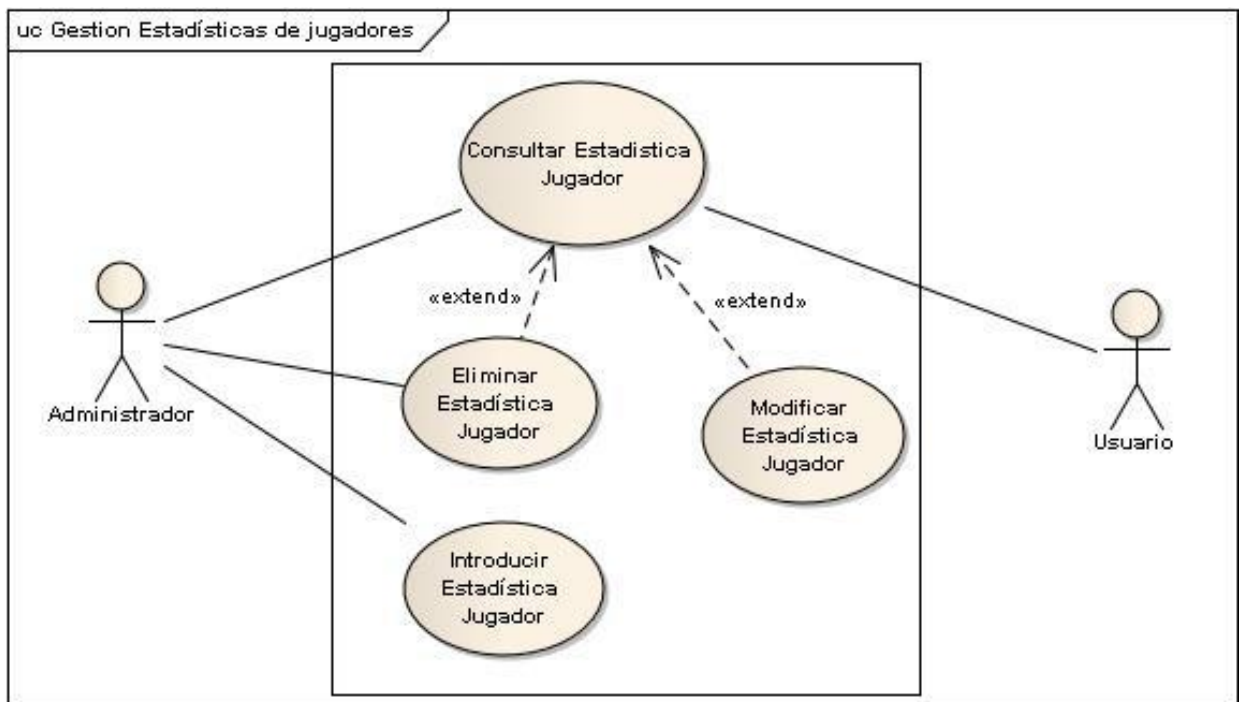 uc Gestion Estadísticas de jugadores
Consultar Estadistica
Jugador
«extend»
«extend»
Eliminar
Estadística
Jugador
Modificar
Estadística
Jugador
Administrador
Usuario
Introducir
Estadística
Jugador